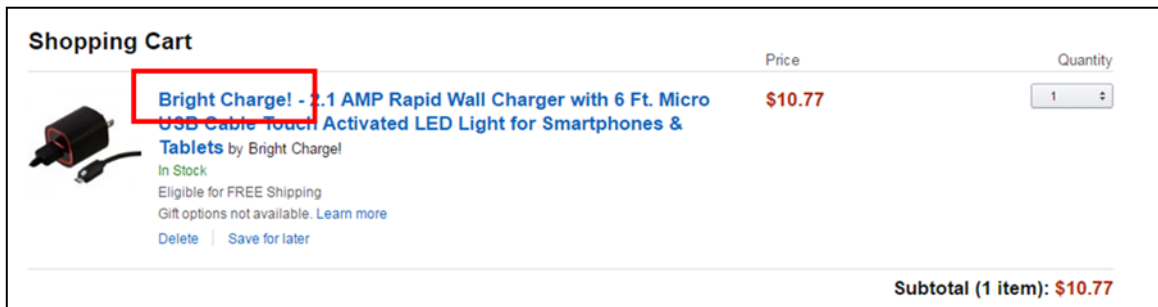 Shopping Cart
Price Quantity
Bright Charge! - 2.1 AMP Rapid Wall Charger with 6 Ft. Micro $10.77 1
USB Cable Touch Activated LED Light for Smartphones &
Tablets by Bright Charge!
In Stock
Eligible for FREE Shipping
Gift options not available. Learn more
Delete Save for later
Subtotal (1 item): $10.77